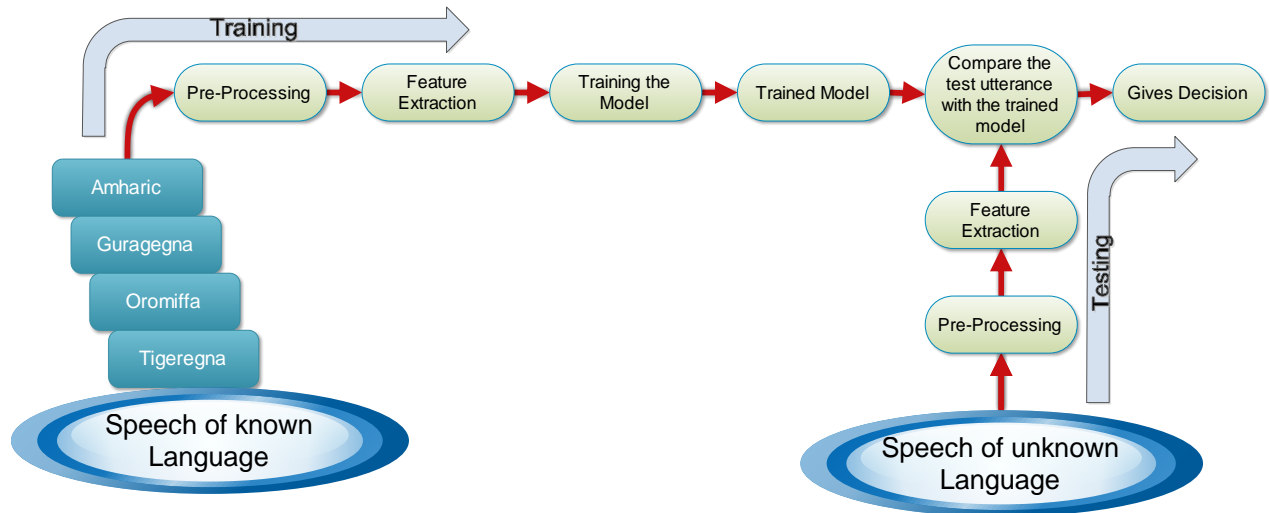 Training
Pre-Processing
Feature
Extraction
Training the
Model
Trained Model
Compare the
test utterance
with the trained
model
Gives Decision
Amharic
Guragegna
Oromiffa
Tigeregna
Speech of known
Language
Feature
Extraction
Pre-Processing
Testing
Speech of unknown
Language